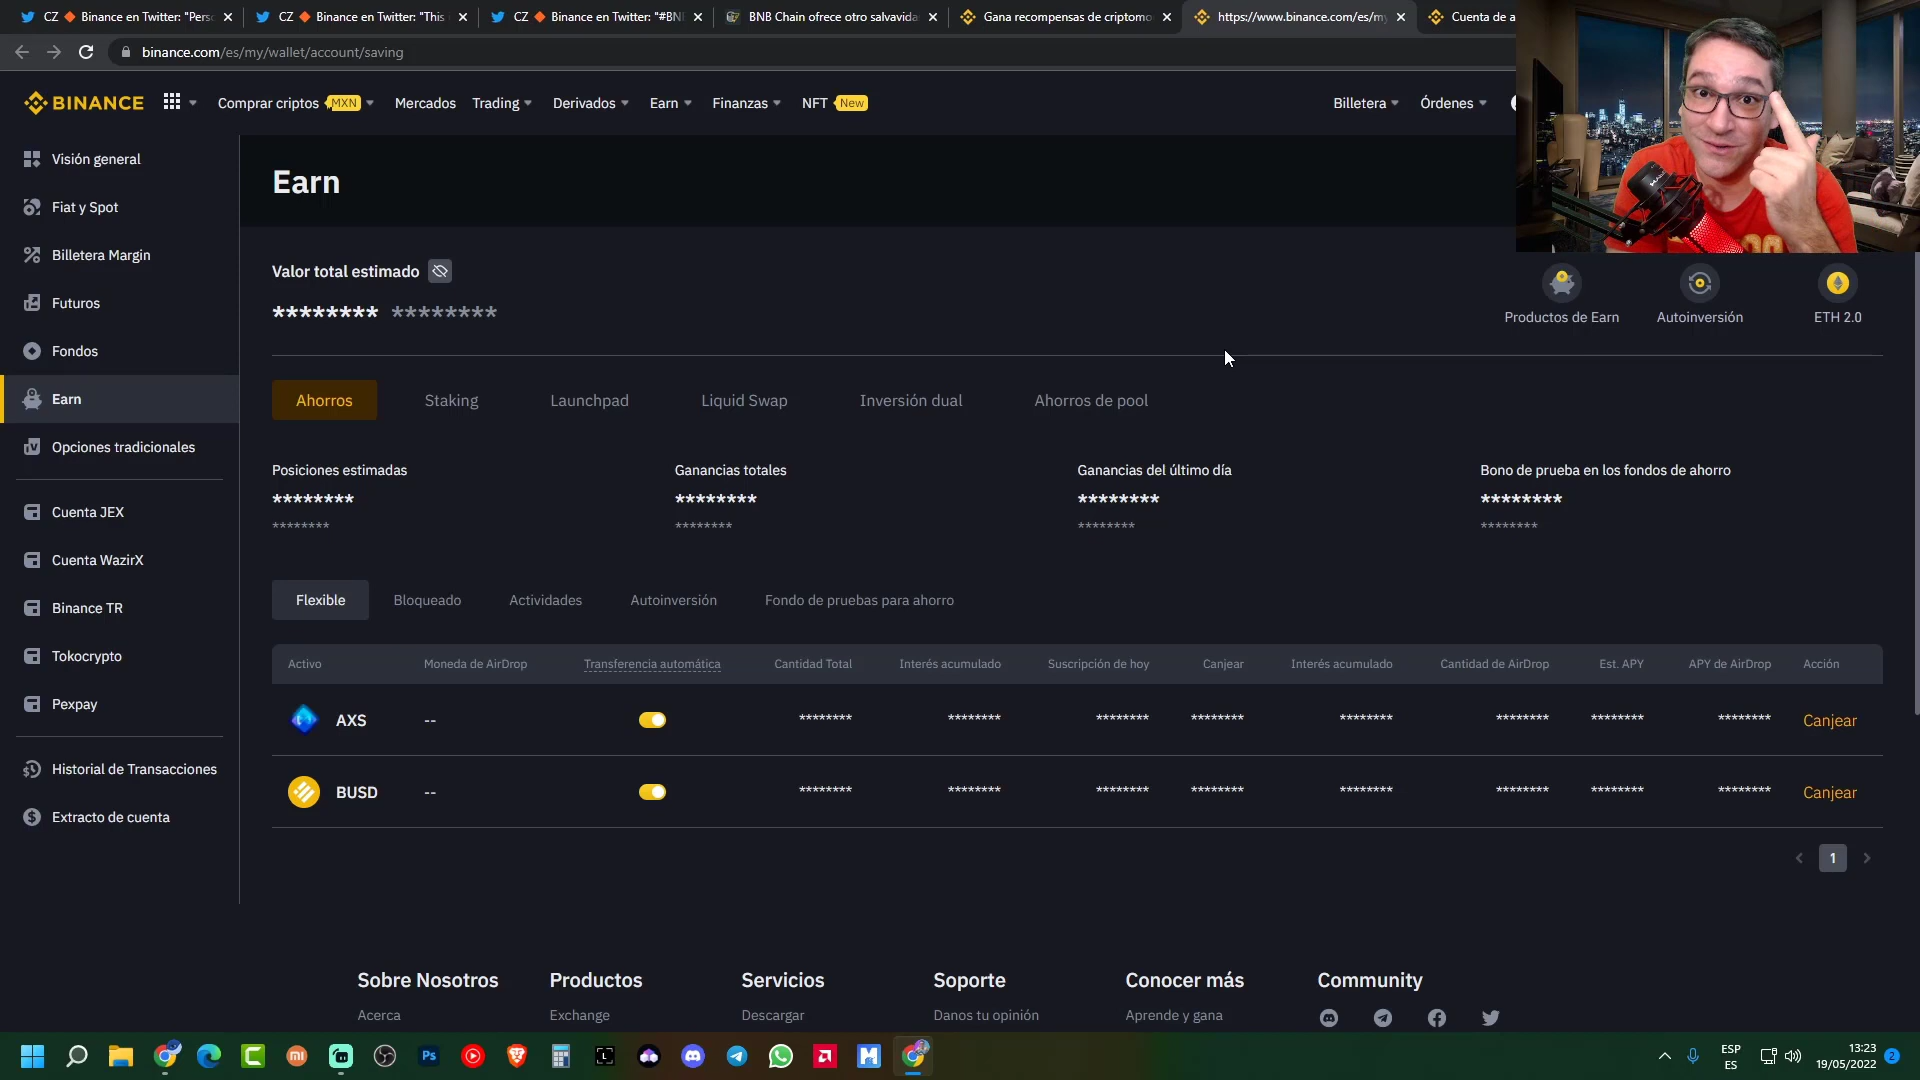 CZ Binance en Twitter: "Perso
CZ Binance en Twitter: "This
CZ Binance en Twitter: "#BN
BNB Chain ofrece otro salvavida
Gana recompensas de criptomo
https://www.binance.com/es/my
Cuenta de a
binance.com/es/my/wallet/account/saving
BINANCE
Comprar criptos MXN
Mercados
Trading
Derivados
Earn
Finanzas
NFT New
Billetera
Órdenes
Visión general
Fiat y Spot
Billetera Margin
Futuros
Fondos
Earn
Opciones tradicionales
Cuenta JEX
Cuenta WazirX
Binance TR
Tokocrypto
Pexpay
Historial de Transacciones
Extracto de cuenta
Earn
Valor total estimado
******** ********
Productos de Earn
Autoinversión
ETH 2.0
Ahorros
Staking
Launchpad
Liquid Swap
Inversión dual
Ahorros de pool
Posiciones estimadas
********
********
Ganancias totales
********
********
Ganancias del último día
********
********
Bono de prueba en los fondos de ahorro
********
********
Flexible
Bloqueado
Actividades
Autoinversión
Fondo de pruebas para ahorro
Activo Moneda de AirDrop Transferencia automática Cantidad Total Interés acumulado Suscripción de hoy Canjear Interés acumulado Cantidad de AirDrop Est. APY APY de AirDrop Acción
AXS -- ******** ******** ******** ******** ******** ******** ******** ******** Canjear
BUSD -- ******** ******** ******** ******** ******** ******** ******** ******** Canjear
1
Sobre Nosotros
Acerca
Productos
Exchange
Servicios
Descargar
Soporte
Danos tu opinión
Conocer más
Aprende y gana
Community
Ps
ESP
ES
13:23
19/05/2022
2